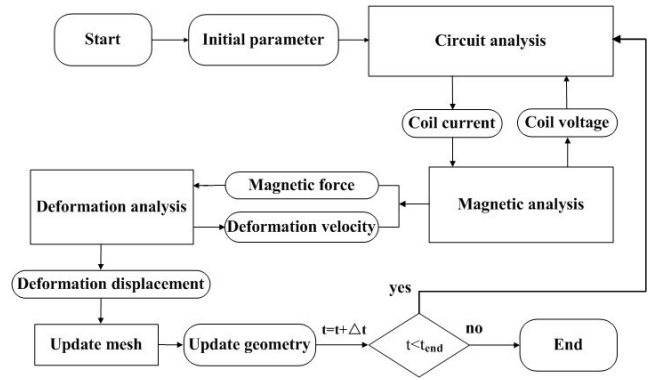 Start
Initial parameter
Circuit analysis
Coil current
Coil voltage
Magnetic force
Deformation analysis
Deformation velocity
Magnetic analysis
Deformation displacement
yes
Update mesh
Update geometry
t=t+△t
t<tend
no
End